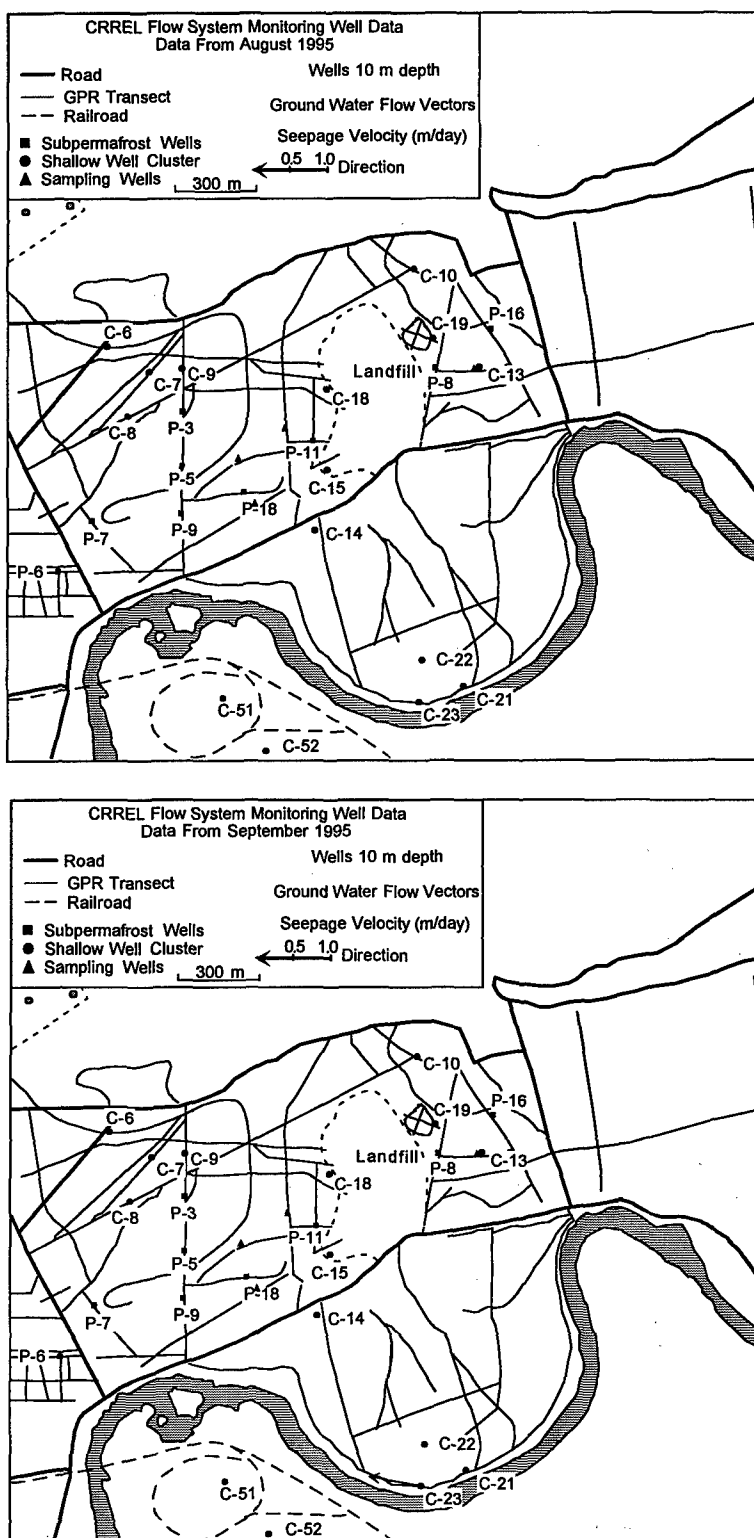 CRREL Flow System Monitoring Well Data
Data From August 1995
Road
Wells 10 m depth
GPR Transect
Ground Water Flow Vectors
Railroad
Seepage Velocity (m/day)
Subpermafrost Wells
0.5 1.0
Direction
Shallow Well Cluster
Sampling Wells
300 m
C-10
P-16
C-6
C-19
C-9
Landfill
C-7
P-8
C-13
C-18
C-8
P-3
P-11
P-5
C-15
P-18
P-9
P-7
C-14
P-6
C-22
C-21
C-51
C-23
C-52
CRREL Flow System Monitoring Well Data
Data From September 1995
Road
Wells 10 m depth
GPR Transect
Ground Water Flow Vectors
Railroad
Seepage Velocity (m/day)
Subpermafrost Wells
0.5 1.0
Direction
Shallow Well Cluster
Sampling Wells
300 m
C-10
P-16
C-6
C-19
C-9
Landfill
C-7
P-8
C-13
C-18
C-8
P-3
P-11
P-5
C-15
P-18
P-9
P-7
C-14
P-6
C-22
C-21
C-51
C-23
C-52